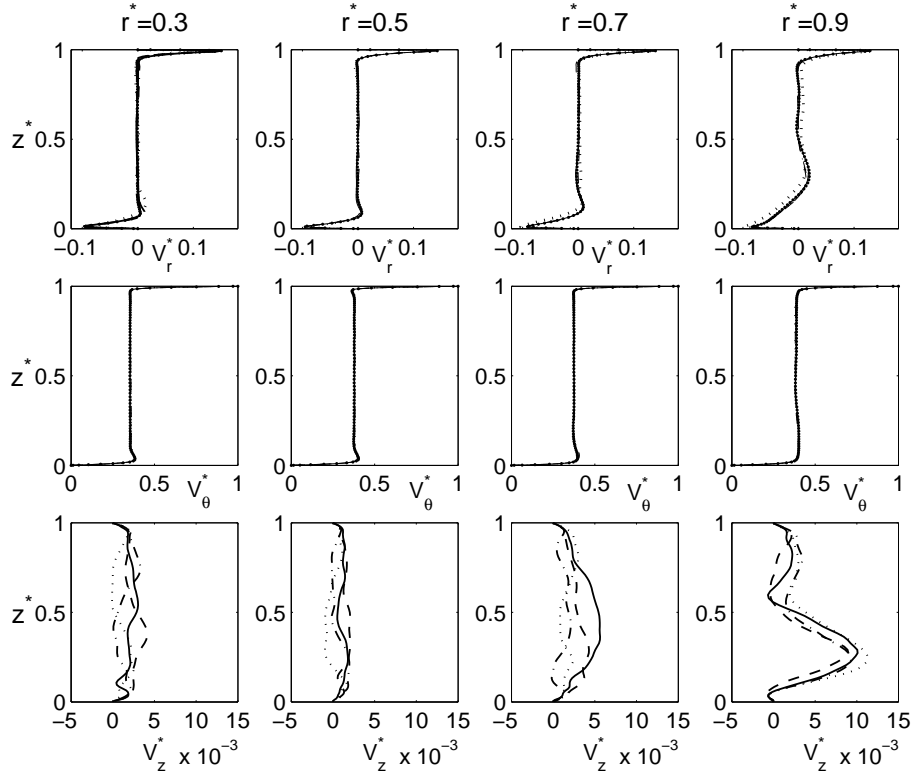 r*=0.3 r*=0.5 r*=0.7 r*=0.9
1 1 1 1
z* 0.5 0.5 0.5 0.5
0 0 0 0
−0.1 0 0.1 −0.1 0 0.1 −0.1 0 0.1 −0.1 0 0.1
V*r V*r V*r V*r
1 1 1 1
z* 0.5 0.5 0.5 0.5
0 0 0 0
0 0.5 1 0 0.5 1 0 0.5 1 0 0.5 1
V*θ V*θ V*θ V*θ
1 1 1 1
z* 0.5 0.5 0.5 0.5
0 0 0 0
−5 0 5 10 15 −5 0 5 10 15 −5 0 5 10 15 −5 0 5 10 15
V*z x 10−3 V*z x 10−3 V*z x 10−3 V*z x 10−3